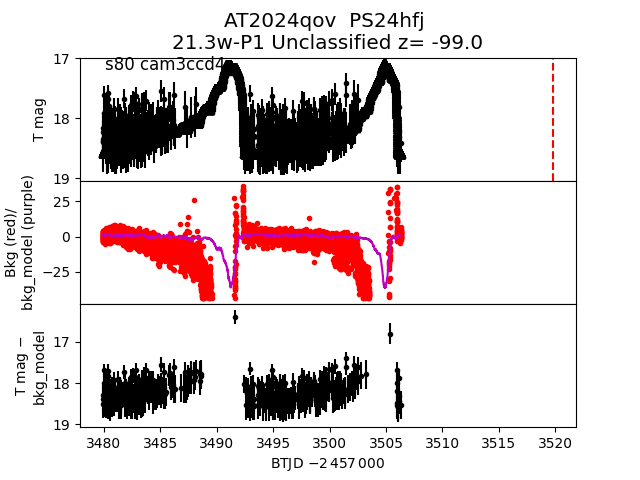 AT2024qov PS24hfj
21.3w-P1 Unclassified z= -99.0
s80 cam3ccd4
T mag
17
18
19
Bkg (red)/
bkg_model (purple)
25
0
−25
T mag −
bkg_model
17
18
19
3480 3485 3490 3495 3500 3505 3510 3515 3520
BTJD −2 457 000